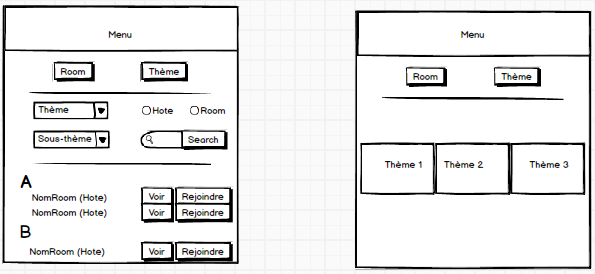 Menu
Room Thème
Thème Hote Room
Sous-thème Search
A
NomRoom (Hote) Voir Rejoindre
NomRoom (Hote) Voir Rejoindre
B
NomRoom (Hote) Voir Rejoindre
Menu
Room Thème
Thème 1 Thème 2 Thème 3